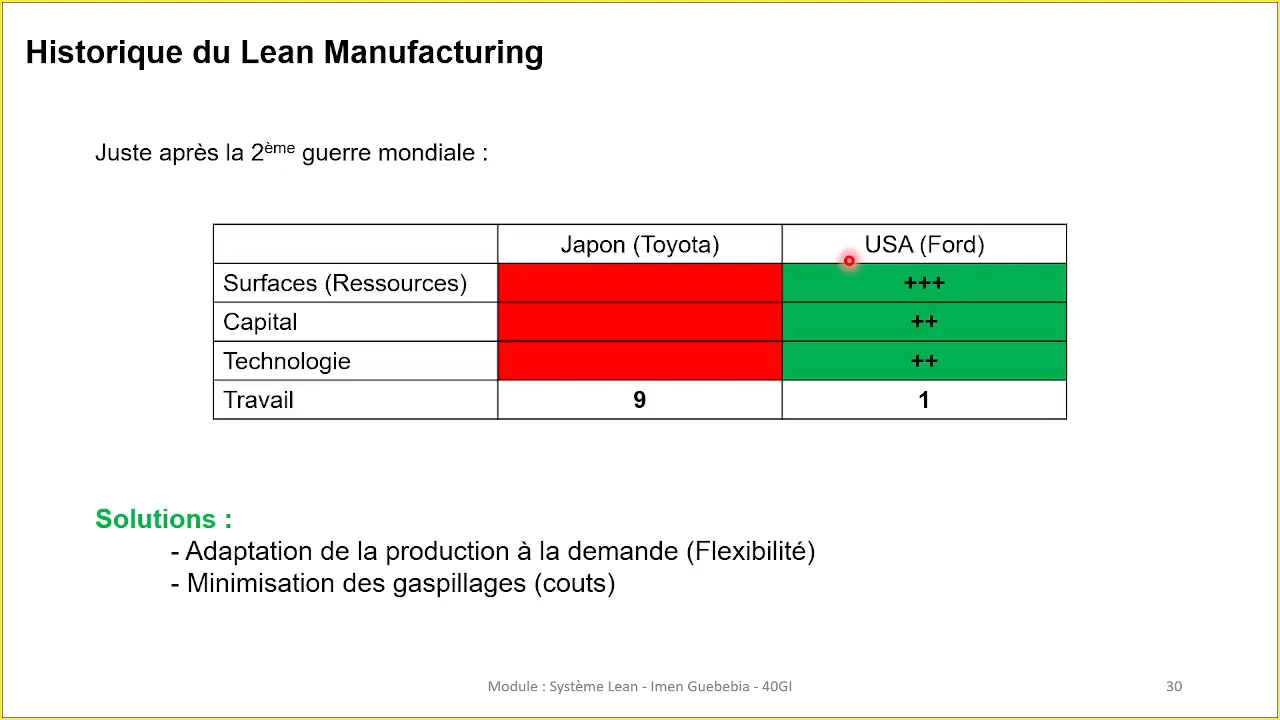 Historique du Lean Manufacturing
Juste après la 2ème guerre mondiale :
Japon (Toyota) USA (Ford)
Surfaces (Ressources) +++
Capital ++
Technologie ++
Travail 9 1
Solutions :
- Adaptation de la production à la demande (Flexibilité)
- Minimisation des gaspillages (couts)
Module : Système Lean - Imen Guebebia - 40GI 30